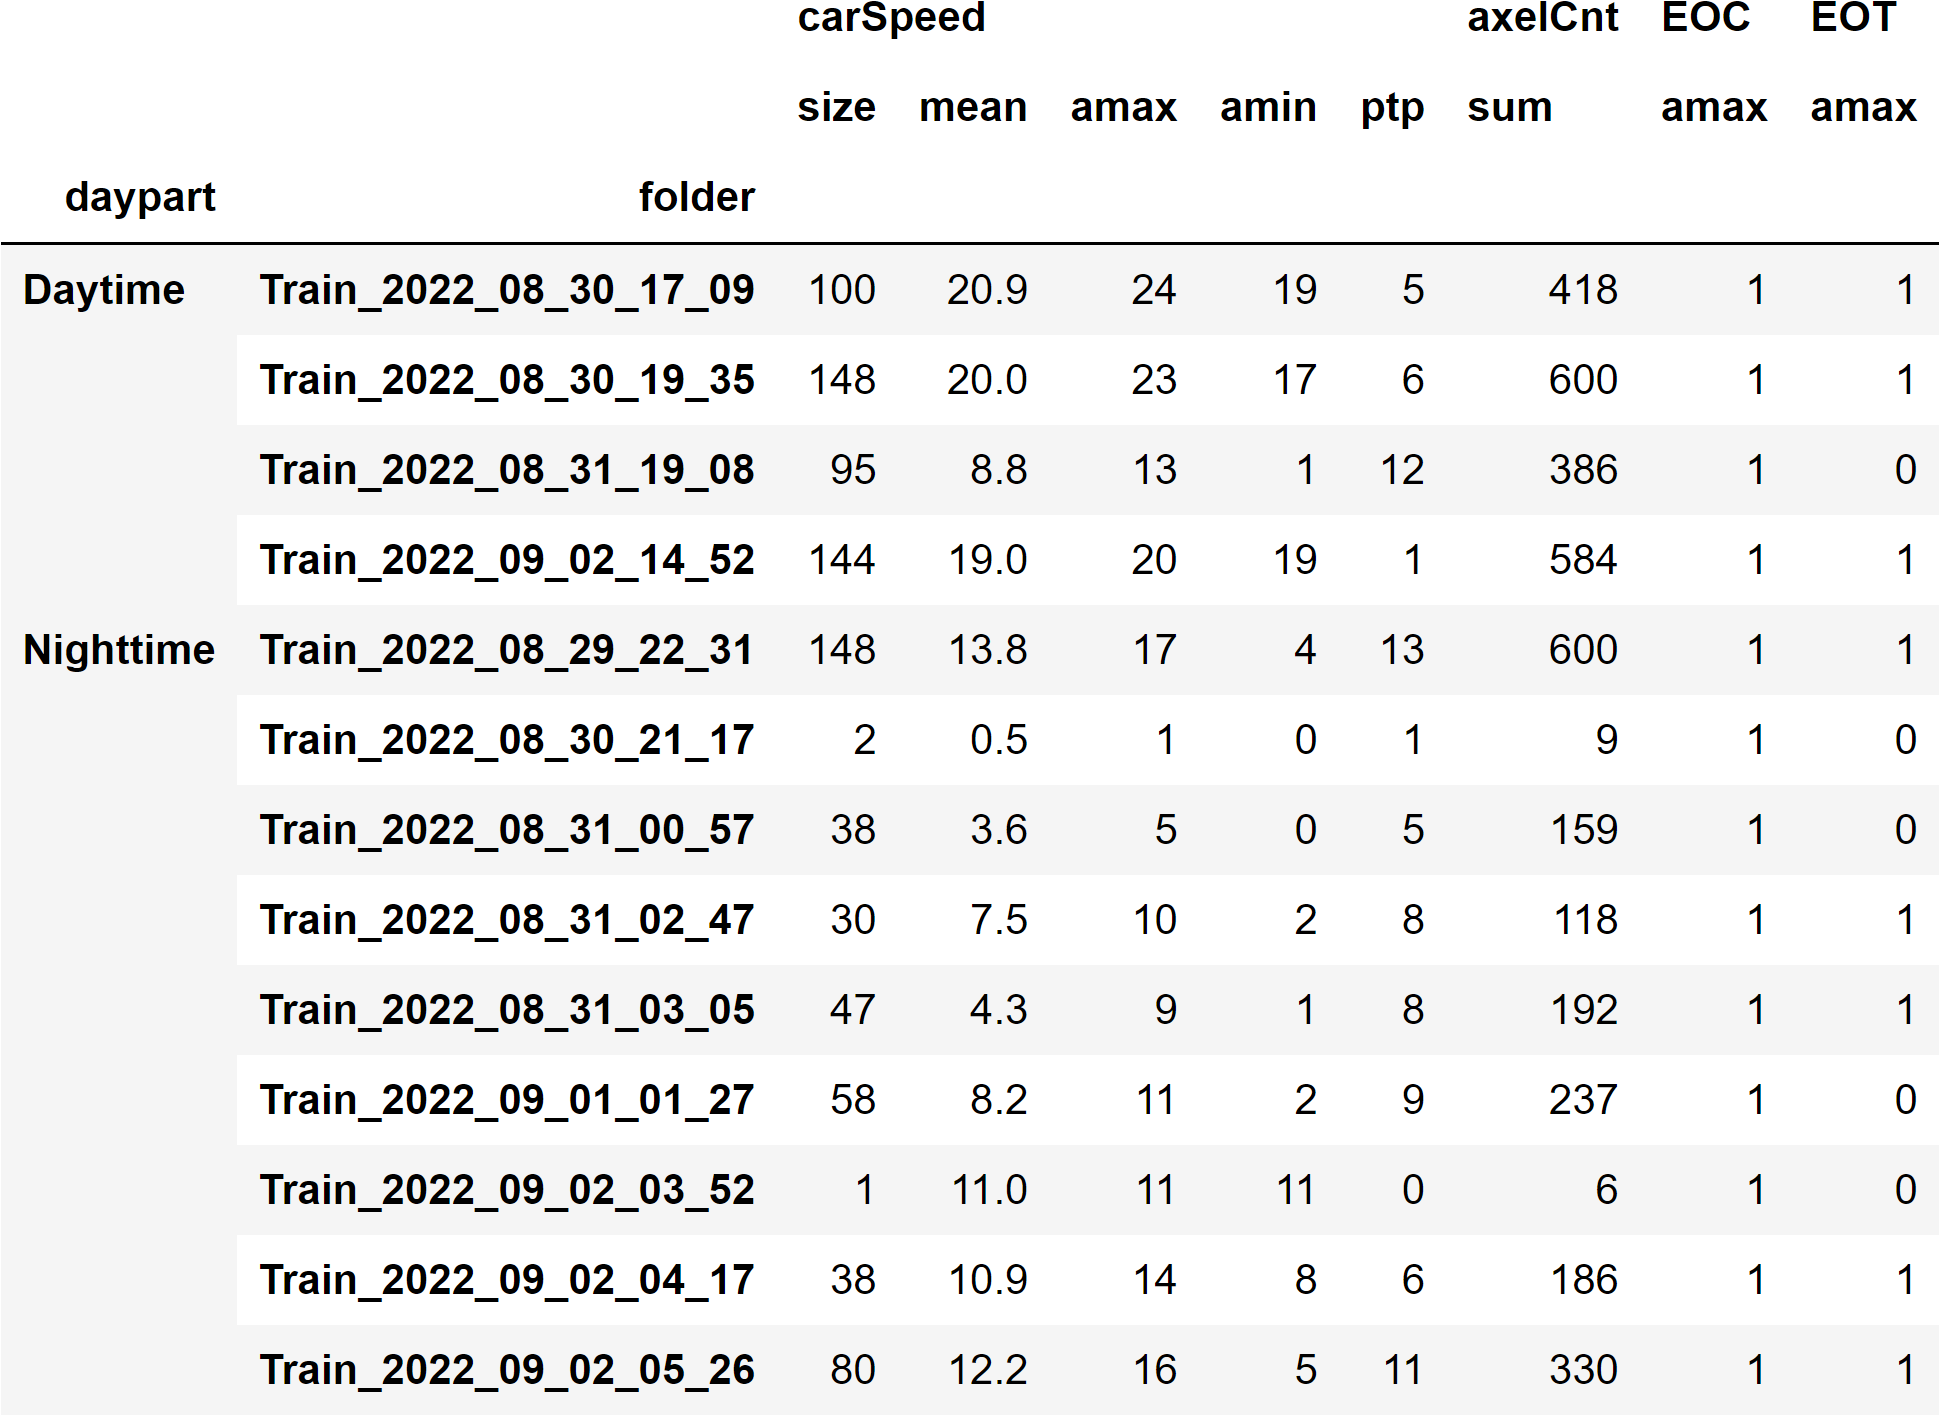 carSpeed axelCnt EOC EOT
size mean amax amin ptp sum amax amax
daypart folder
Daytime Train_2022_08_30_17_09 100 20.9 24 19 5 418 1 1
Train_2022_08_30_19_35 148 20.0 23 17 6 600 1 1
Train_2022_08_31_19_08 95 8.8 13 1 12 386 1 0
Train_2022_09_02_14_52 144 19.0 20 19 1 584 1 1
Nighttime Train_2022_08_29_22_31 148 13.8 17 4 13 600 1 1
Train_2022_08_30_21_17 2 0.5 1 0 1 9 1 0
Train_2022_08_31_00_57 38 3.6 5 0 5 159 1 0
Train_2022_08_31_02_47 30 7.5 10 2 8 118 1 1
Train_2022_08_31_03_05 47 4.3 9 1 8 192 1 1
Train_2022_09_01_01_27 58 8.2 11 2 9 237 1 0
Train_2022_09_02_03_52 1 11.0 11 11 0 6 1 0
Train_2022_09_02_04_17 38 10.9 14 8 6 186 1 1
Train_2022_09_02_05_26 80 12.2 16 5 11 330 1 1